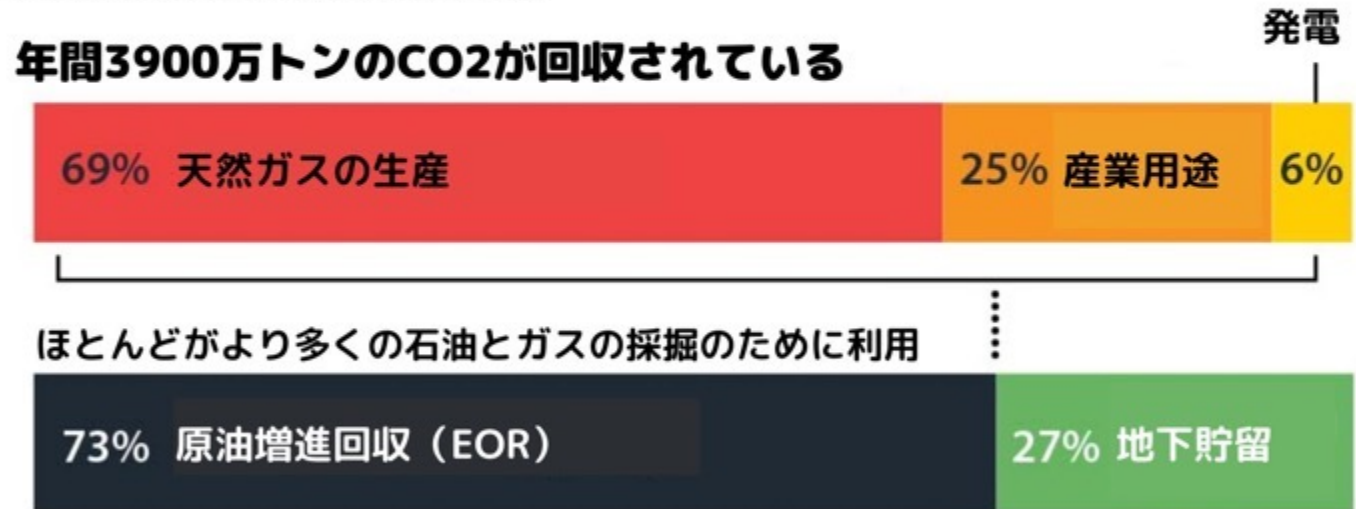 発電
年間3900万トンのCO2が回収されている
69% 天然ガスの生産 25% 産業用途 6%
ほとんどがより多くの石油とガスの採掘のために利用
73% 原油増進回収（EOR） 27% 地下貯留